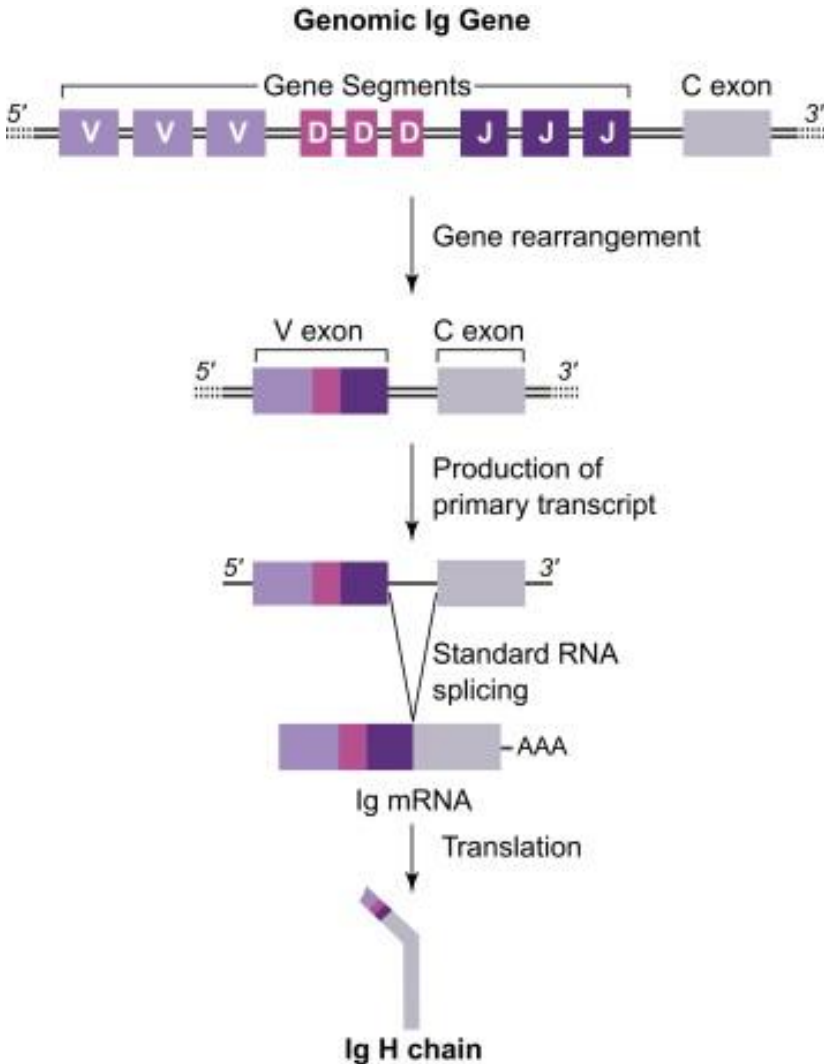 Genomic Ig Gene
Gene Segments
C exon
5'
V
V
V
D
D
D
J
J
J
3'
Gene rearrangement
V exon
C exon
5'
3'
Production of
primary transcript
5'
3'
Standard RNA
splicing
AAA
Ig mRNA
Translation
Ig H chain